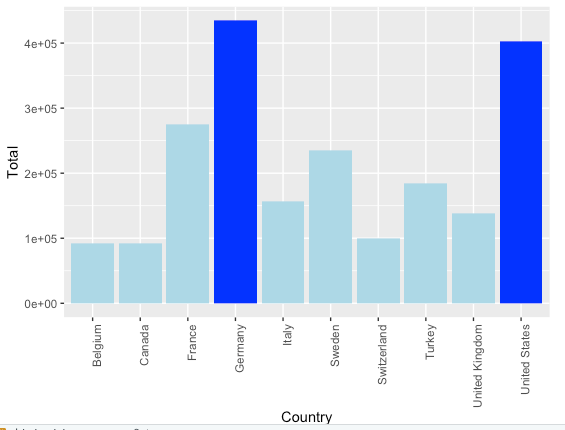 Total
4e+05
3e+05
2e+05
1e+05
0e+00
Belgium
Canada
France
Germany
Italy
Sweden
Switzerland
Turkey
United Kingdom
United States
Country